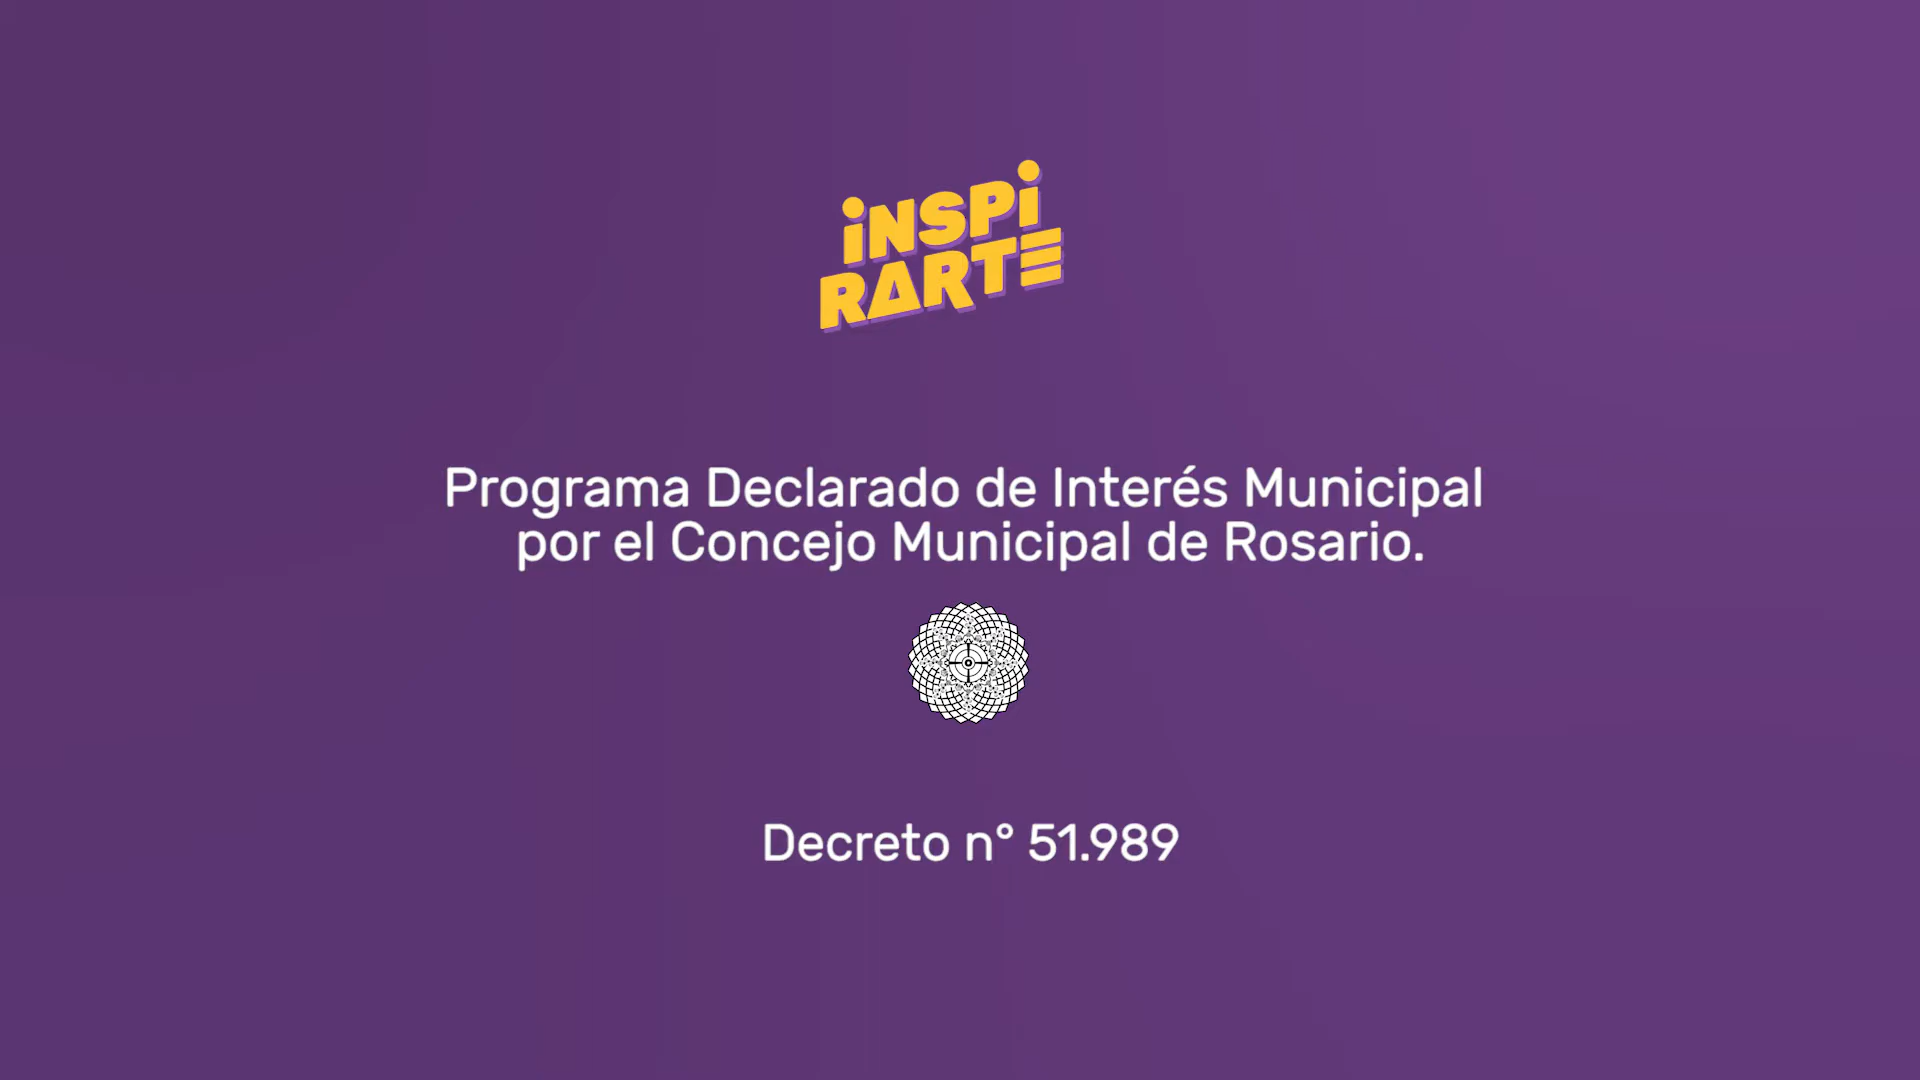 iNSPi
RARTE
Programa Declarado de Interés Municipal
por el Concejo Municipal de Rosario.
Decreto n° 51.989